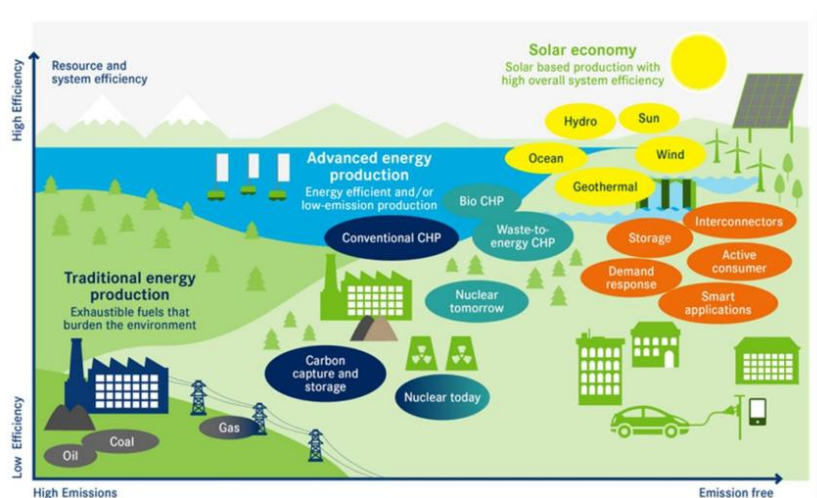 Solar economy
Solar based production with
high overall system efficiency
Resource and
system efficiency
High Efficiency
Hydro
Sun
Ocean
Wind
Geothermal
Advanced energy
production
Energy efficient and/or
low-emission production
Bio CHP
Conventional CHP
Waste-to-
energy CHP
Interconnectors
Storage
Active
consumer
Demand
response
Smart
applications
Traditional energy
production
Exhaustible fuels that
burden the environment
Nuclear
tomorrow
Carbon
capture and
storage
Nuclear today
Gas
Coal
Oil
Low Efficiency
High Emissions
Emission free